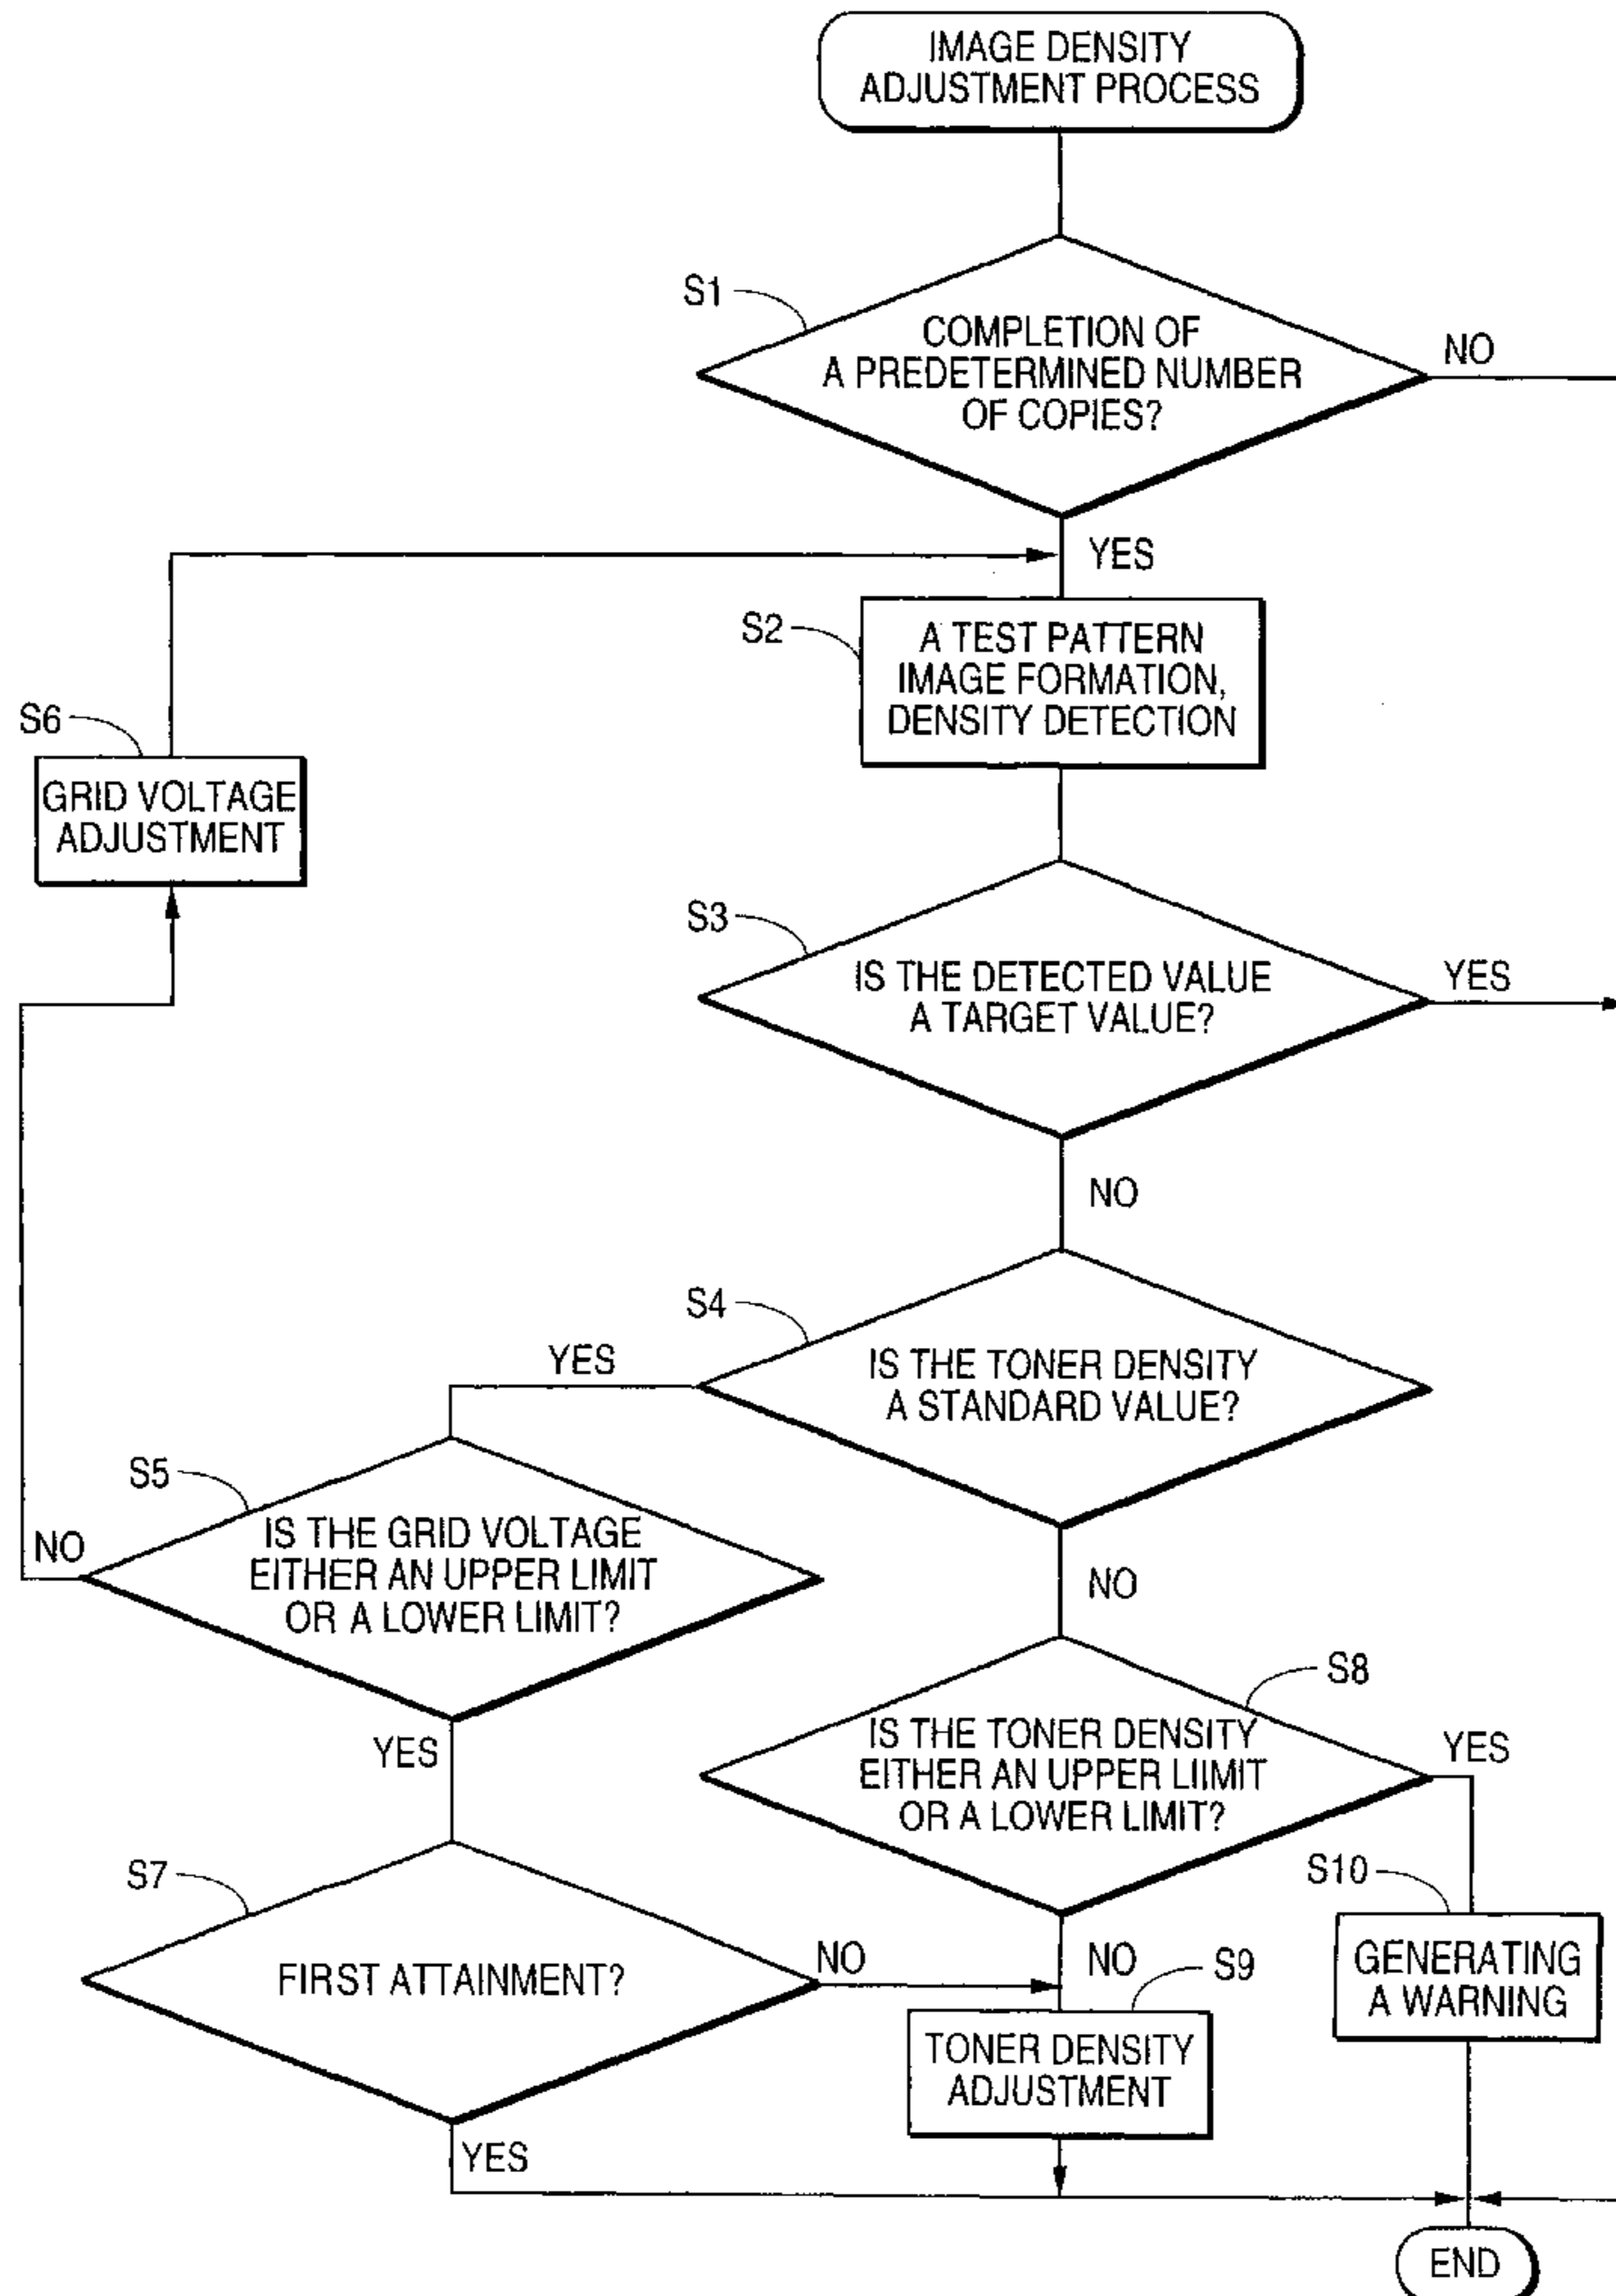 IMAGE DENSITY
ADJUSTMENT PROCESS
S1
COMPLETION OF
A PREDETERMINED NUMBER
OF COPIES?
NO
YES
S2
A TEST PATTERN
IMAGE FORMATION,
DENSITY DETECTION
S6
GRID VOLTAGE
ADJUSTMENT
S3
IS THE DETECTED VALUE
A TARGET VALUE?
YES
NO
S4
IS THE TONER DENSITY
A STANDARD VALUE?
YES
NO
S5
IS THE GRID VOLTAGE
EITHER AN UPPER LIMIT
OR A LOWER LIMIT?
NO
YES
S8
IS THE TONER DENSITY
EITHER AN UPPER LIIMIT
OR A LOWER LIMIT?
YES
NO
S7
FIRST ATTAINMENT?
NO
YES
S9
TONER DENSITY
ADJUSTMENT
S10
GENERATING
A WARNING
END